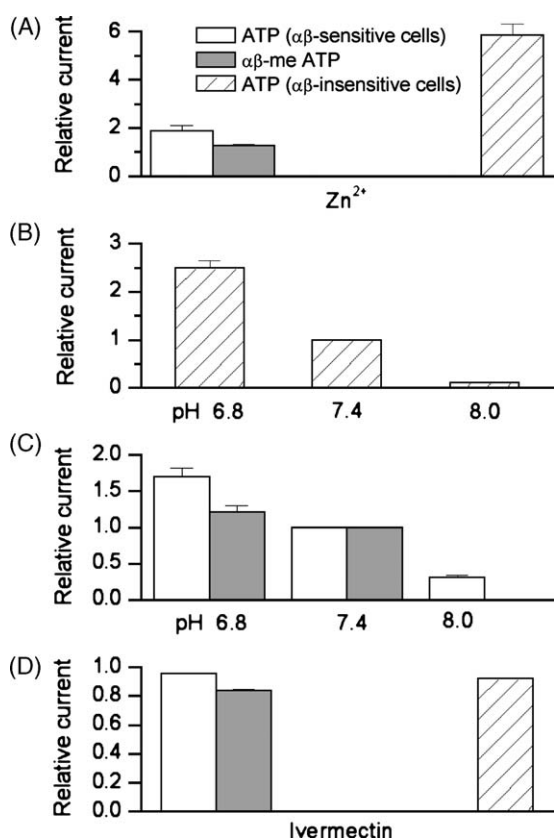 (A)
Relative current
6
4
2
0
ATP (αβ-sensitive cells)
αβ-me ATP
ATP (αβ-insensitive cells)
Zn²⁺
(B)
Relative current
3
2
1
0
pH 6.8 7.4 8.0
(C)
Relative current
2.0
1.5
1.0
0.5
0.0
pH 6.8 7.4 8.0
(D)
Relative current
1.0
0.8
0.6
0.4
0.2
0.0
Ivermectin